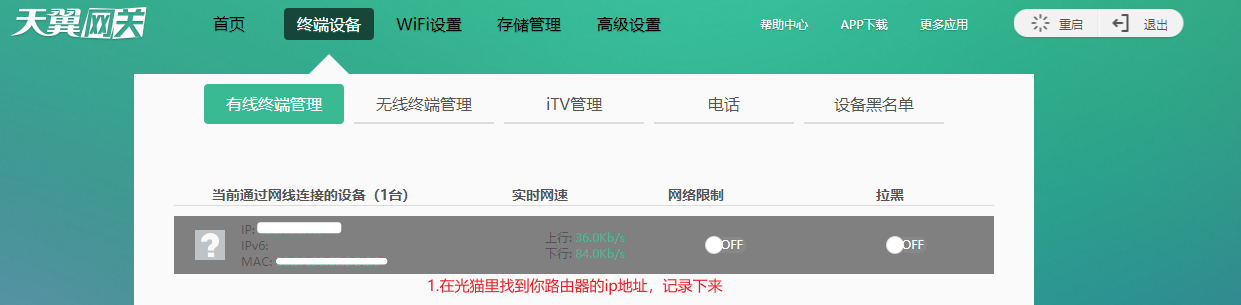 天翼网关 首页 终端设备 WiFi设置 存储管理 高级设置 帮助中心 APP下载 更多应用 重启 退出
有线终端管理 无线终端管理 iTV管理 电话 设备黑名单
当前通过网线连接的设备（1台） 实时网速 网络限制 拉黑
?
IP:
IPv6:
MAC:
上行: 36.0Kb/s
下行: 84.0Kb/s
OFF OFF
1.在光猫里找到你路由器的ip地址，记录下来